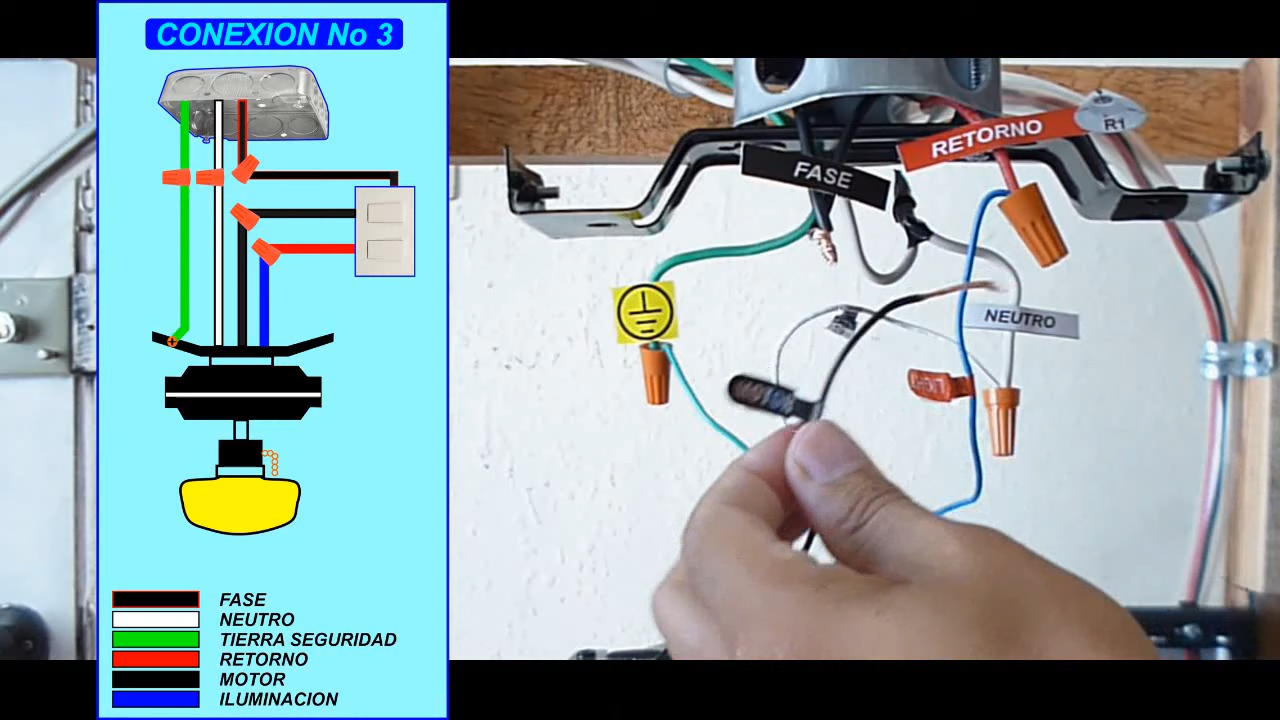 CONEXION No 3
FASE
NEUTRO
TIERRA SEGURIDAD
RETORNO
MOTOR
ILUMINACION
FASE
RETORNO
R1
NEUTRO